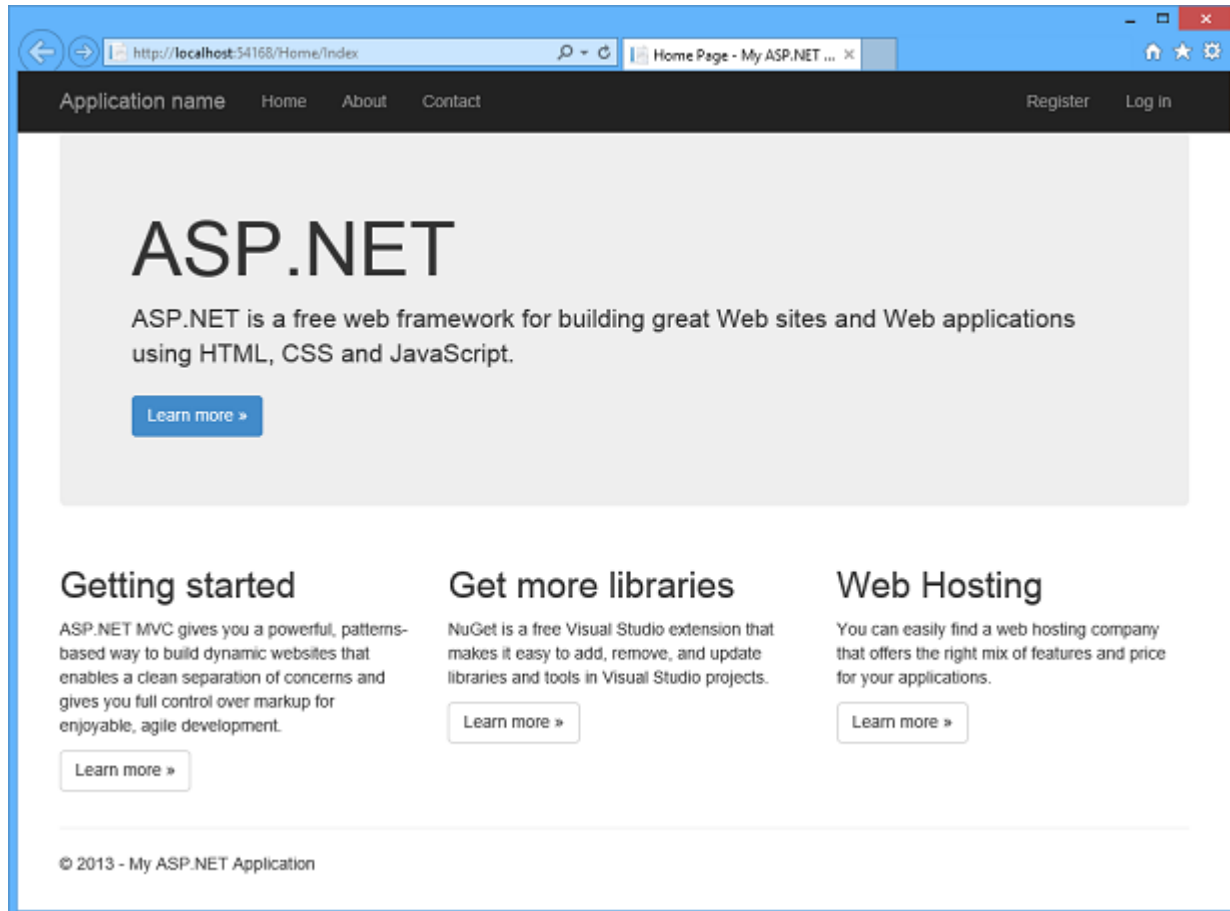 http://localhost:54168/Home/Index
Home Page - My ASP.NET ...
Application name
Home
About
Contact
Register
Log in
ASP.NET
ASP.NET is a free web framework for building great Web sites and Web applications
using HTML, CSS and JavaScript.
Learn more »
Getting started
ASP.NET MVC gives you a powerful, patterns-
based way to build dynamic websites that
enables a clean separation of concerns and
gives you full control over markup for
enjoyable, agile development.
Learn more »
Get more libraries
NuGet is a free Visual Studio extension that
makes it easy to add, remove, and update
libraries and tools in Visual Studio projects.
Learn more »
Web Hosting
You can easily find a web hosting company
that offers the right mix of features and price
for your applications.
Learn more »
© 2013 - My ASP.NET Application